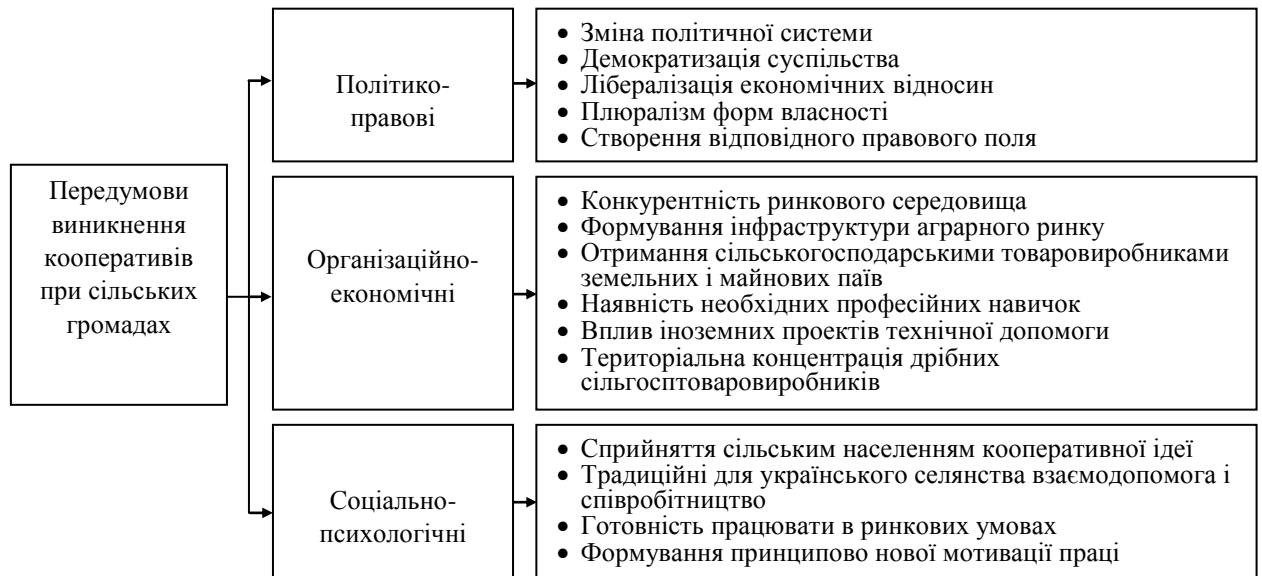 Передумови
виникнення
кооперативів
при сільських
громадах
Політико-
правові
• Зміна політичної системи
• Демократизація суспільства
• Лібералізація економічних відносин
• Плюралізм форм власності
• Створення відповідного правового поля
Організаційно-
економічні
• Конкурентність ринкового середовища
• Формування інфраструктури аграрного ринку
• Отримання сільськогосподарськими товаровиробниками
земельних і майнових паїв
• Наявність необхідних професійних навичок
• Вплив іноземних проектів технічної допомоги
• Територіальна концентрація дрібних
сільгосптоваровиробників
Соціально-
психологічні
• Сприйняття сільським населенням кооперативної ідеї
• Традиційні для українського селянства взаємодопомога і
співробітництво
• Готовність працювати в ринкових умовах
• Формування принципово нової мотивації праці